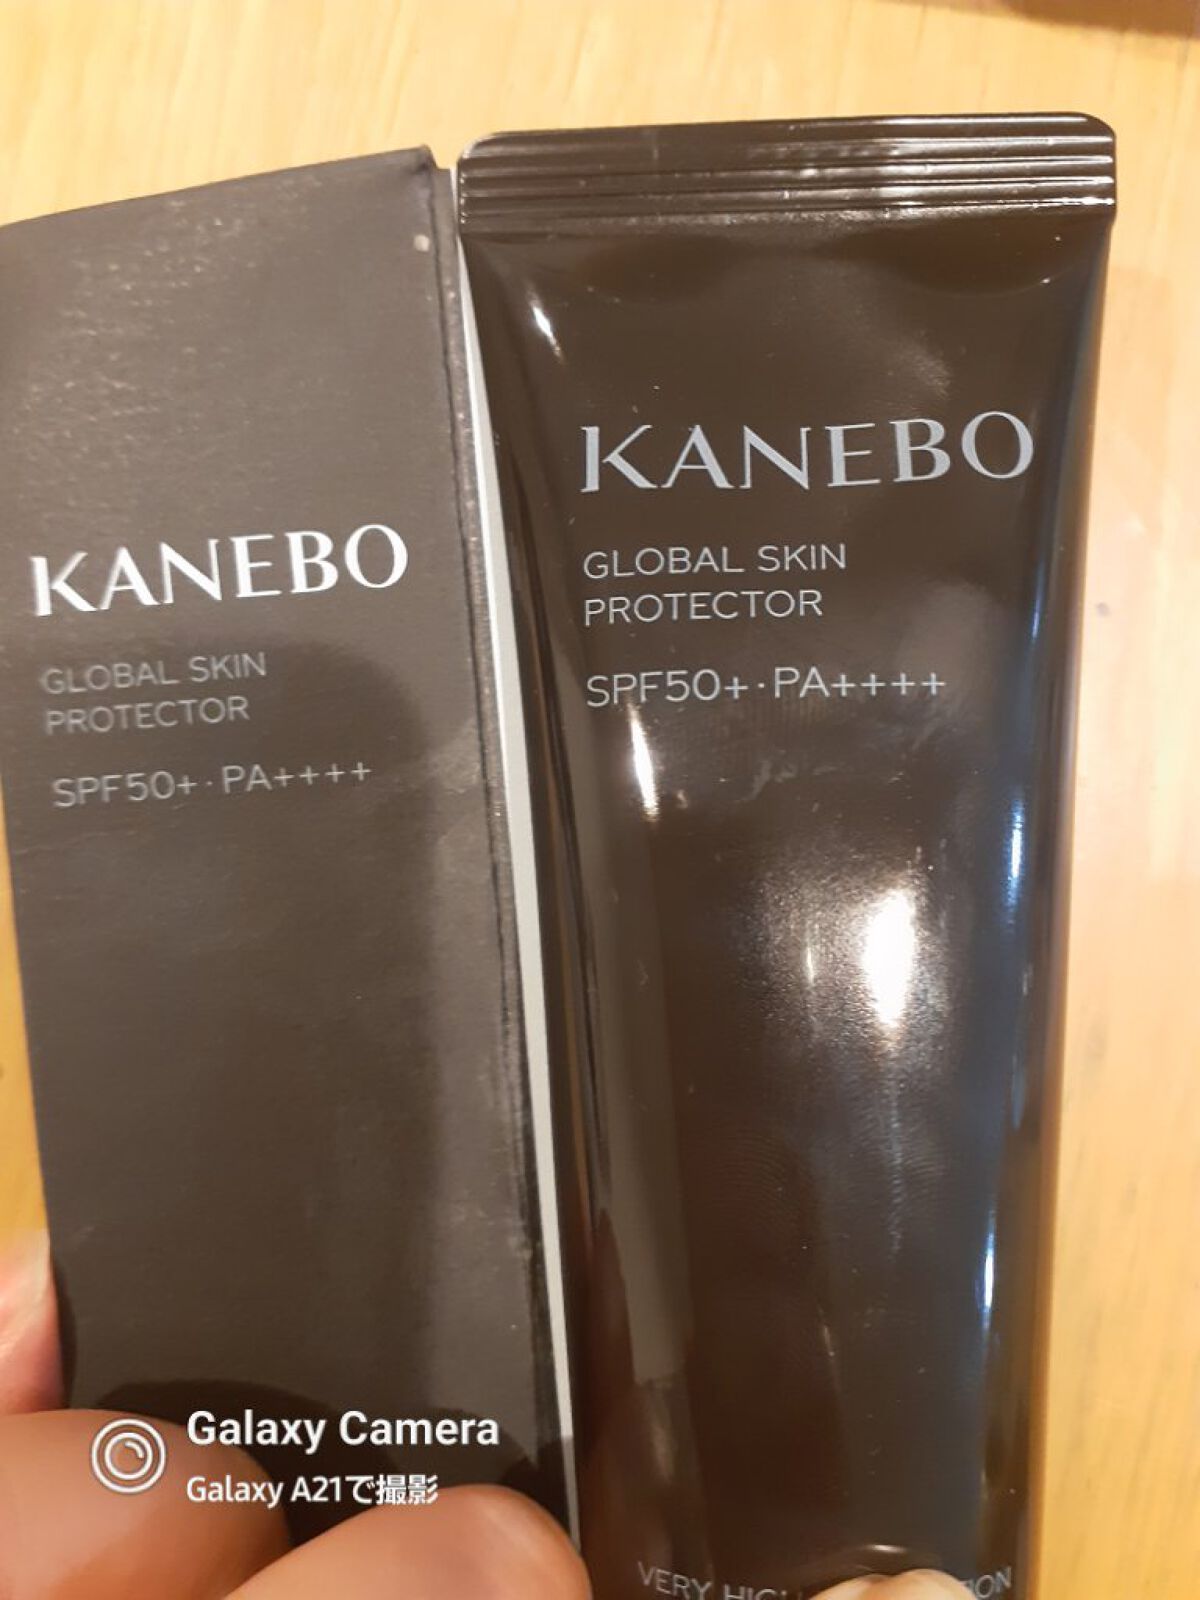 KANEBO
GLOBAL SKIN
PROTECTOR
SPF50+·PA++++
KANEBO
GLOBAL SKIN
PROTECTOR
SPF50+·PA++++
VERY
Galaxy Camera
Galaxy A21で撮影